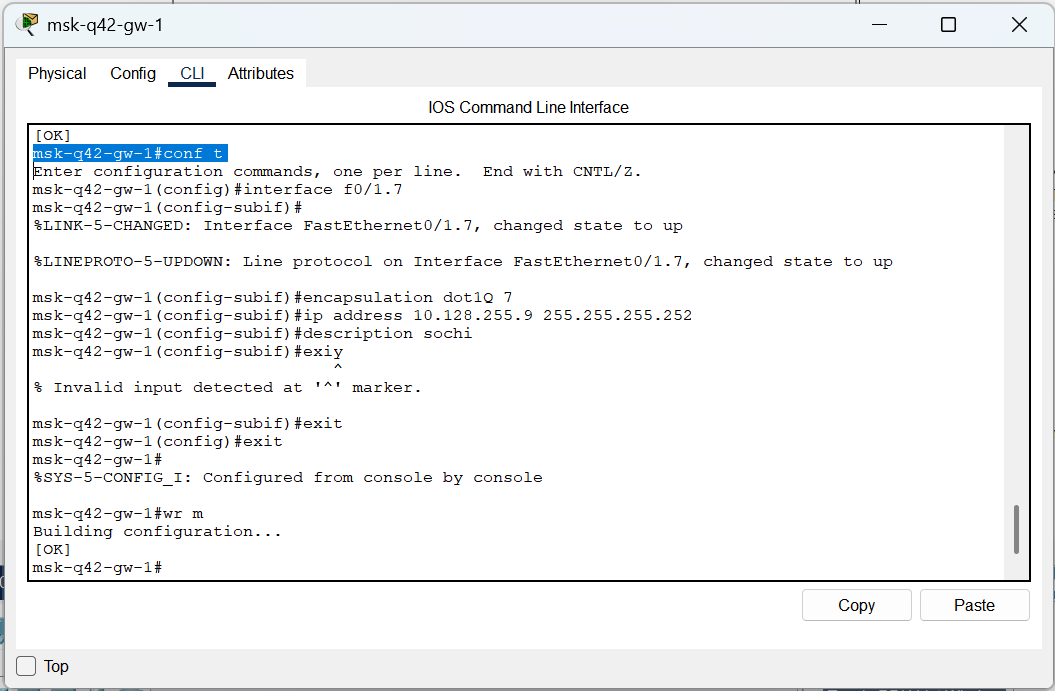 msk-q42-gw-1
Physical Config CLI Attributes
IOS Command Line Interface
[OK]
msk-q42-gw-1#conf t
Enter configuration commands, one per line.  End with CNTL/Z.
msk-q42-gw-1(config)#interface f0/1.7
msk-q42-gw-1(config-subif)#
%LINK-5-CHANGED: Interface FastEthernet0/1.7, changed state to up
%LINEPROTO-5-UPDOWN: Line protocol on Interface FastEthernet0/1.7, changed state to up
msk-q42-gw-1(config-subif)#encapsulation dot1Q 7
msk-q42-gw-1(config-subif)#ip address 10.128.255.9 255.255.255.252
msk-q42-gw-1(config-subif)#description sochi
msk-q42-gw-1(config-subif)#exiy
^
% Invalid input detected at '^' marker.
msk-q42-gw-1(config-subif)#exit
msk-q42-gw-1(config)#exit
msk-q42-gw-1#
%SYS-5-CONFIG_I: Configured from console by console
msk-q42-gw-1#wr m
Building configuration...
[OK]
msk-q42-gw-1#
Copy Paste
Top